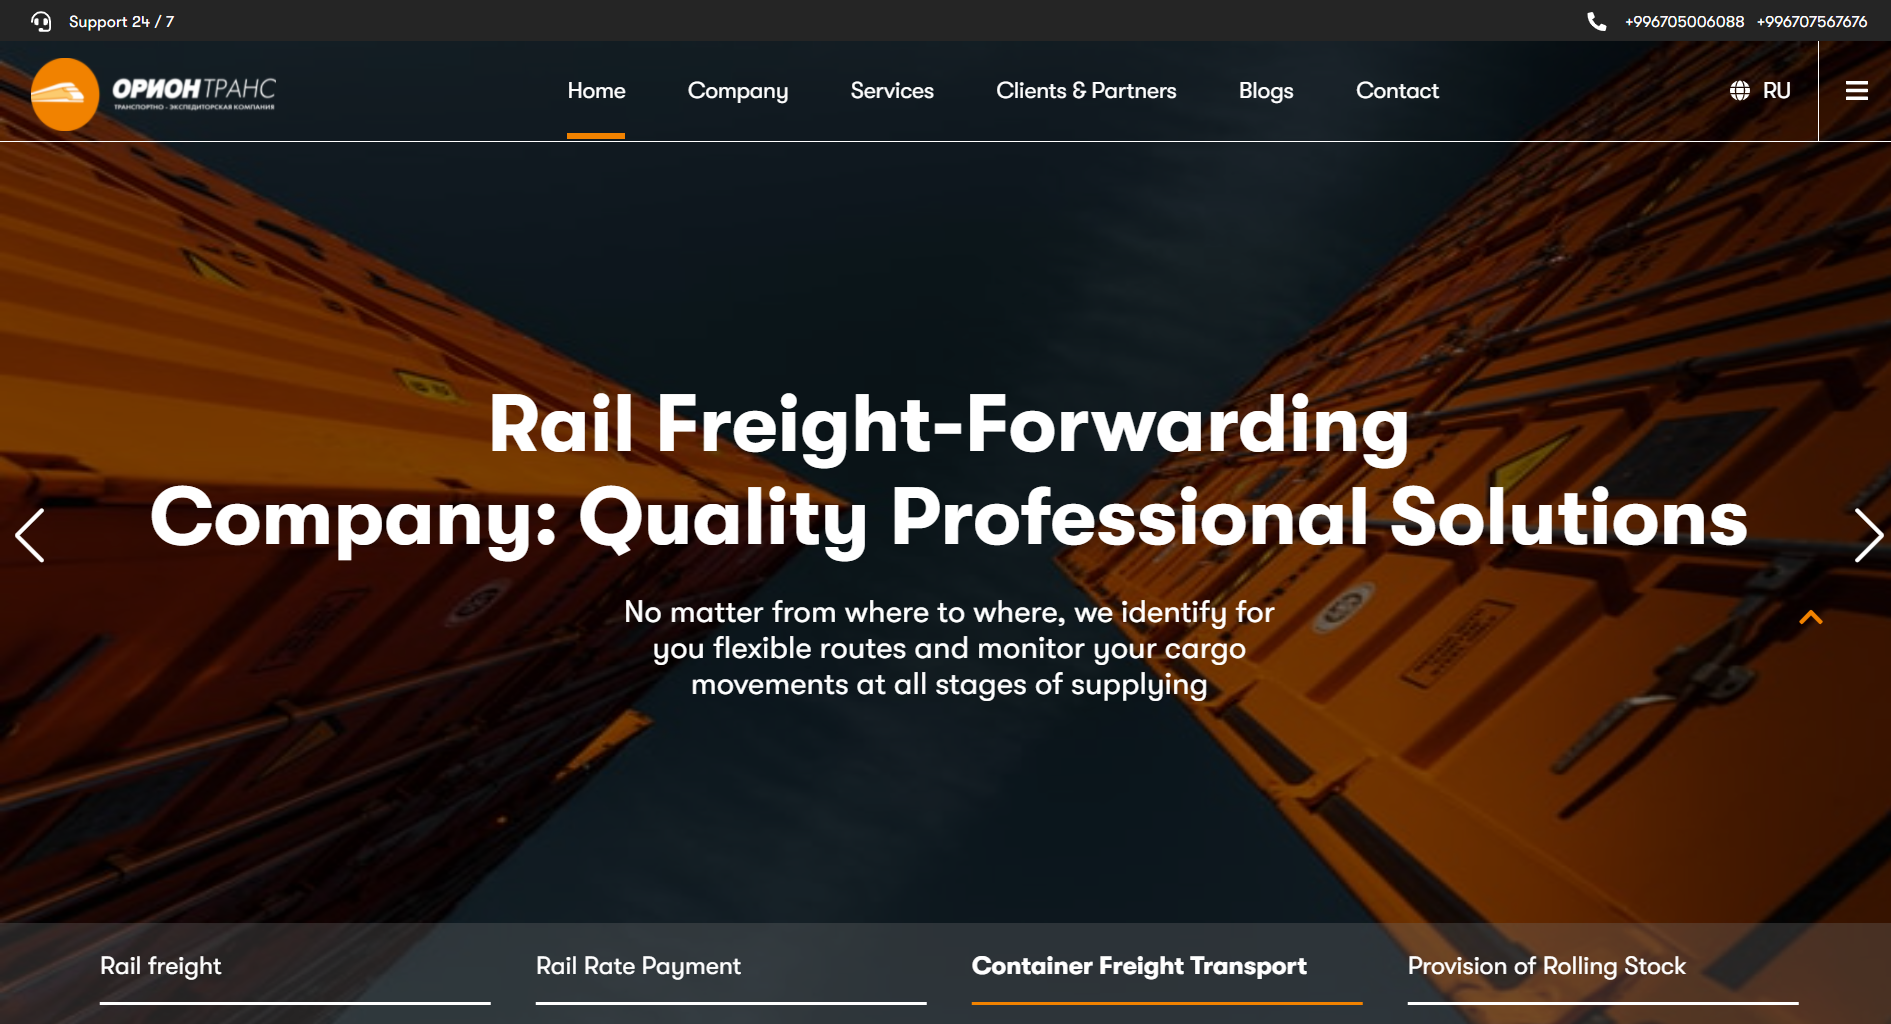 Support 24 / 7
+996705006088 +996707567676
ОРИОН ТРАНС
ТРАНСПОРТНО - ЭКСПЕДИТОРСКАЯ КОМПАНИЯ
Home
Company
Services
Clients & Partners
Blogs
Contact
RU
Rail Freight-Forwarding
Company: Quality Professional Solutions
No matter from where to where, we identify for
you flexible routes and monitor your cargo
movements at all stages of supplying
Rail freight
Rail Rate Payment
Container Freight Transport
Provision of Rolling Stock